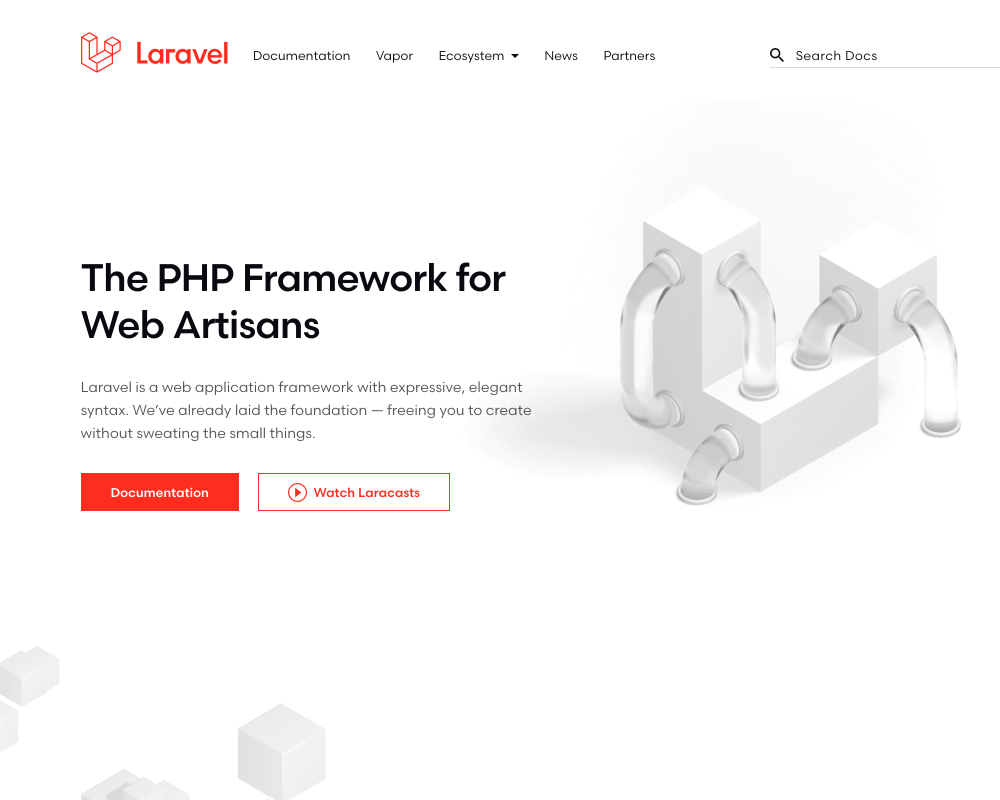 Laravel Documentation Vapor Ecosystem News Partners Search Docs
The PHP Framework for
Web Artisans
Laravel is a web application framework with expressive, elegant
syntax. We’ve already laid the foundation — freeing you to create
without sweating the small things.
Documentation Watch Laracasts